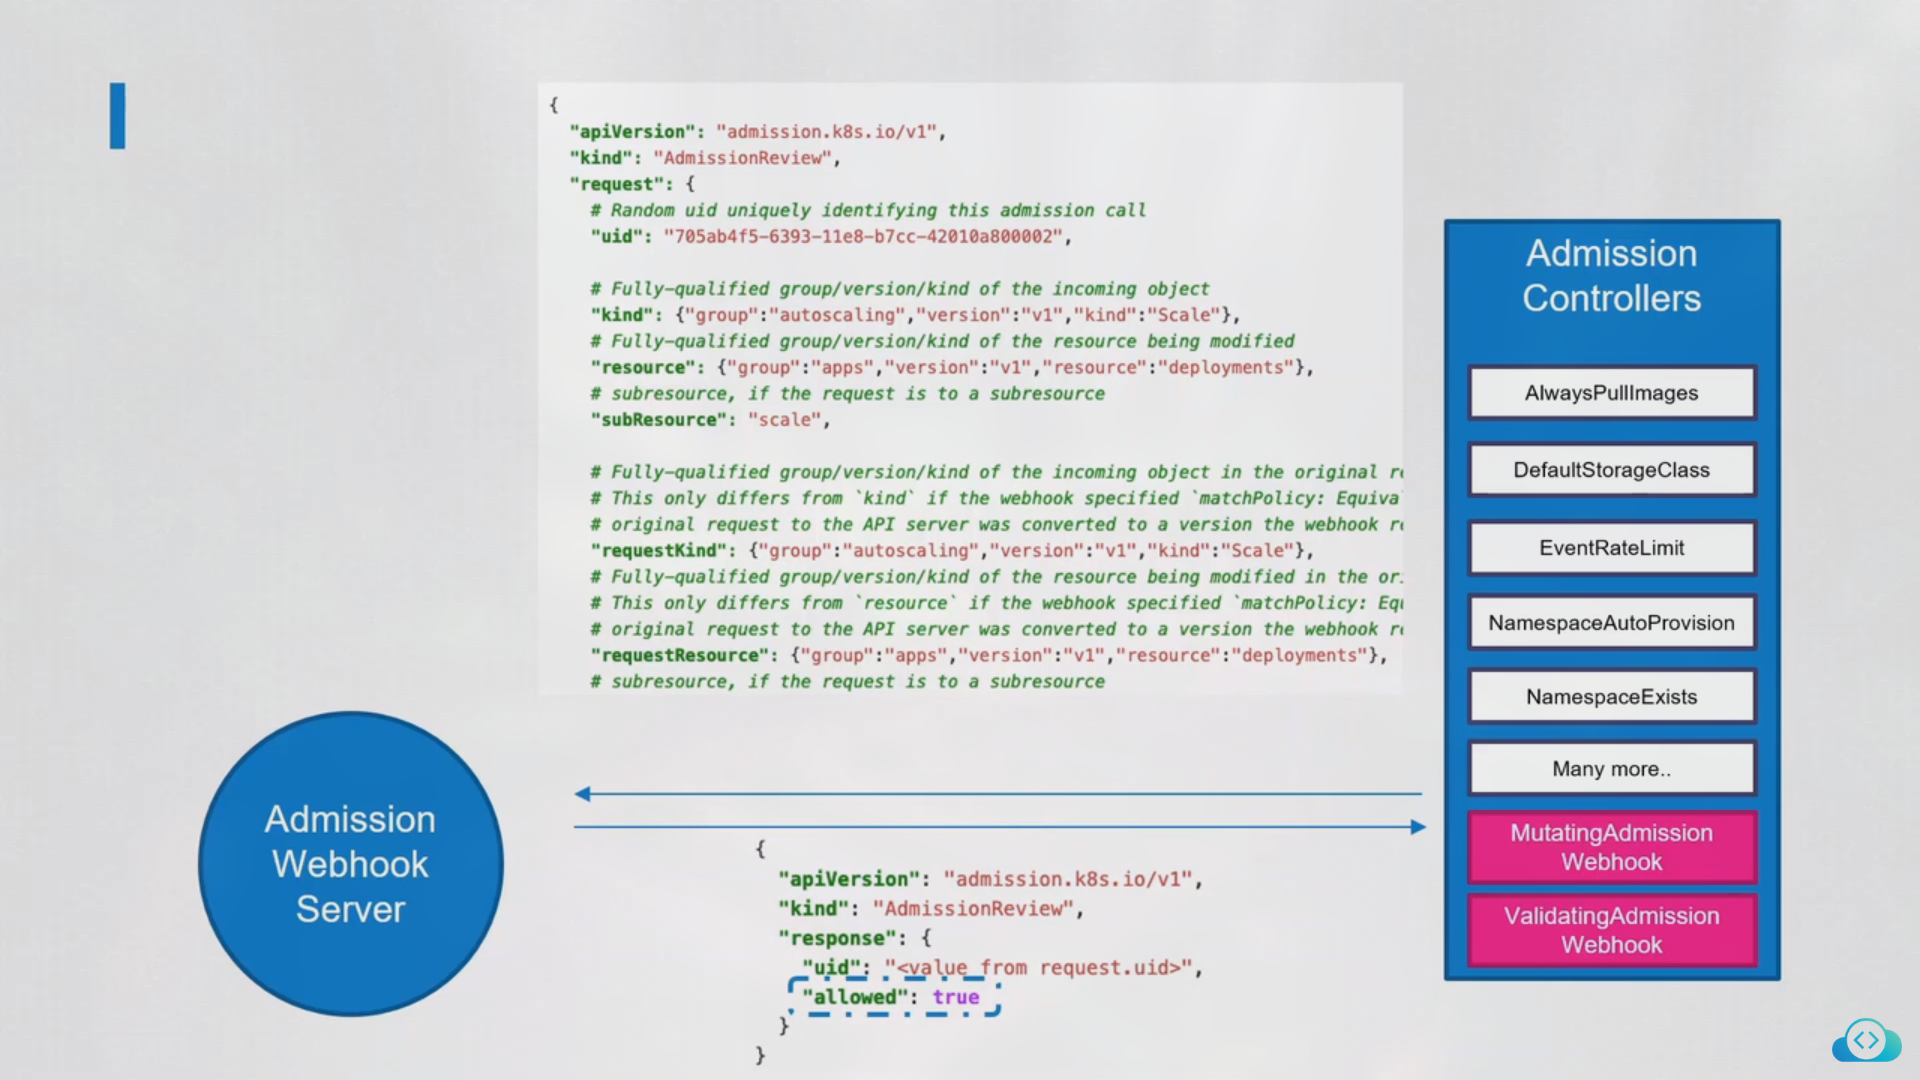 {
"apiVersion": "admission.k8s.io/v1",
"kind": "AdmissionReview",
"request": {
# Random uid uniquely identifying this admission call
"uid": "705ab4f5-6393-11e8-b7cc-42010a800002",
# Fully-qualified group/version/kind of the incoming object
"kind": {"group":"autoscaling","version":"v1","kind":"Scale"},
# Fully-qualified group/version/kind of the resource being modified
"resource": {"group":"apps","version":"v1","resource":"deployments"},
# subresource, if the request is to a subresource
"subResource": "scale",
# Fully-qualified group/version/kind of the incoming object in the original
# This only differs from `kind` if the webhook specified `matchPolicy:
# original request to the API server was converted to a version the webhook
"requestKind": {"group":"autoscaling","version":"v1","kind":"Scale"},
# Fully-qualified group/version/kind of the resource being modified in the
# This only differs from `resource` if the webhook specified `matchPolicy:
# original request to the API server was converted to a version the webhook
"requestResource": {"group":"apps","version":"v1","resource":"deployments"},
# subresource, if the request is to a subresource
Admission
Controllers
AlwaysPullImages
DefaultStorageClass
EventRateLimit
NamespaceAutoProvision
NamespaceExists
Many more..
MutatingAdmission
Webhook
ValidatingAdmission
Webhook
Admission
Webhook
Server
{
"apiVersion": "admission.k8s.io/v1",
"kind": "AdmissionReview",
"response": {
"uid": "<value from request.uid>",
"allowed": true
}
}